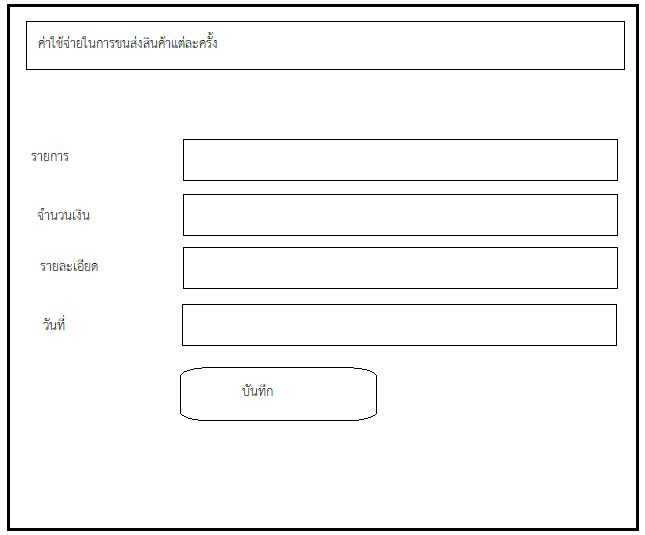 ค่าใช้จ่ายในการขนส่งสินค้าแต่ละครั้ง
รายการ
จำนวนเงิน
รายละเอียด
วันที่
บันทึก